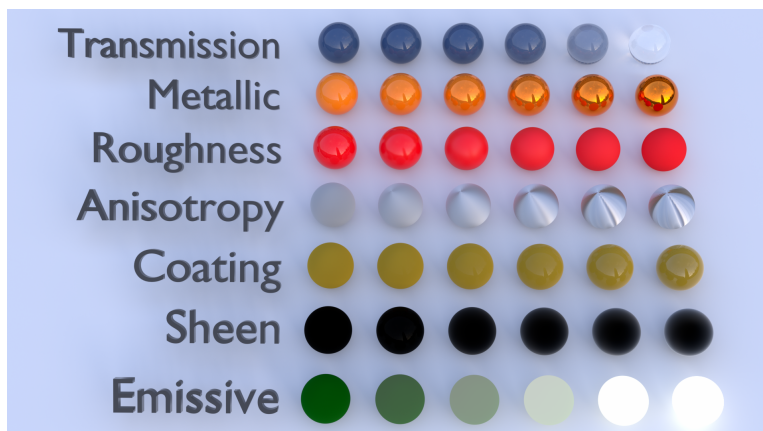 Transmission
Metallic
Roughness
Anisotropy
Coating
Sheen
Emissive